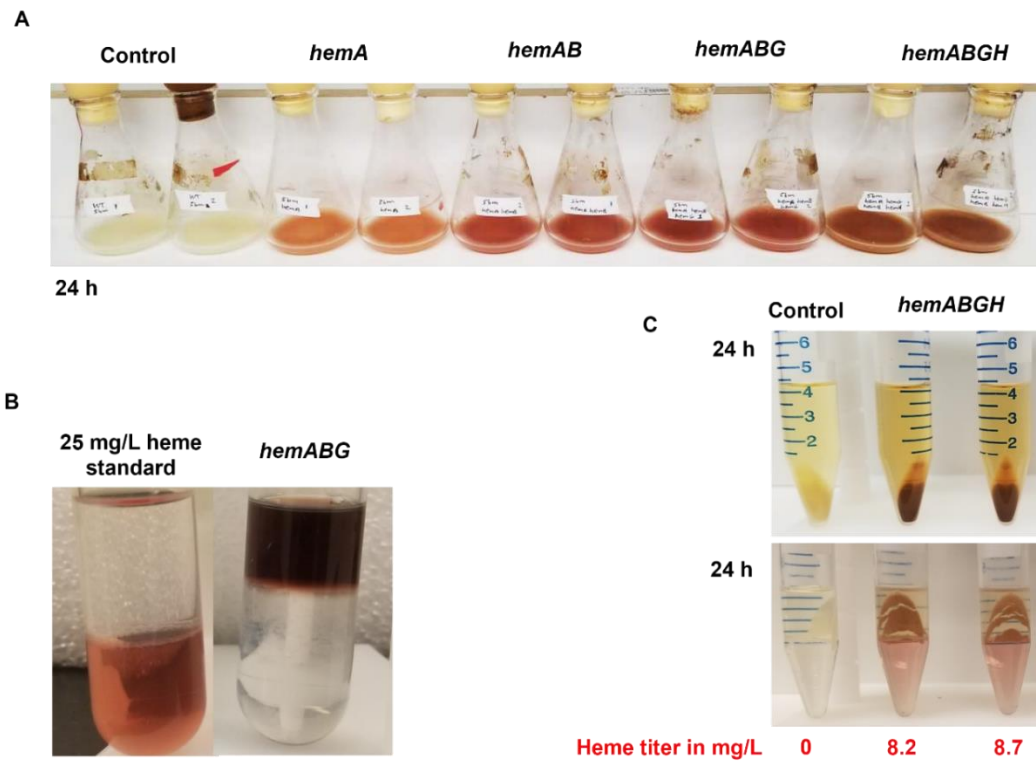 A
Control hemA hemAB hemABG hemABGH
24 h
B
25 mg/L heme
standard
hemABG
C
Control hemABGH
24 h
6 6
5 5
4 4
3 3
2 2
24 h
Heme titer in mg/L 0 8.2 8.7